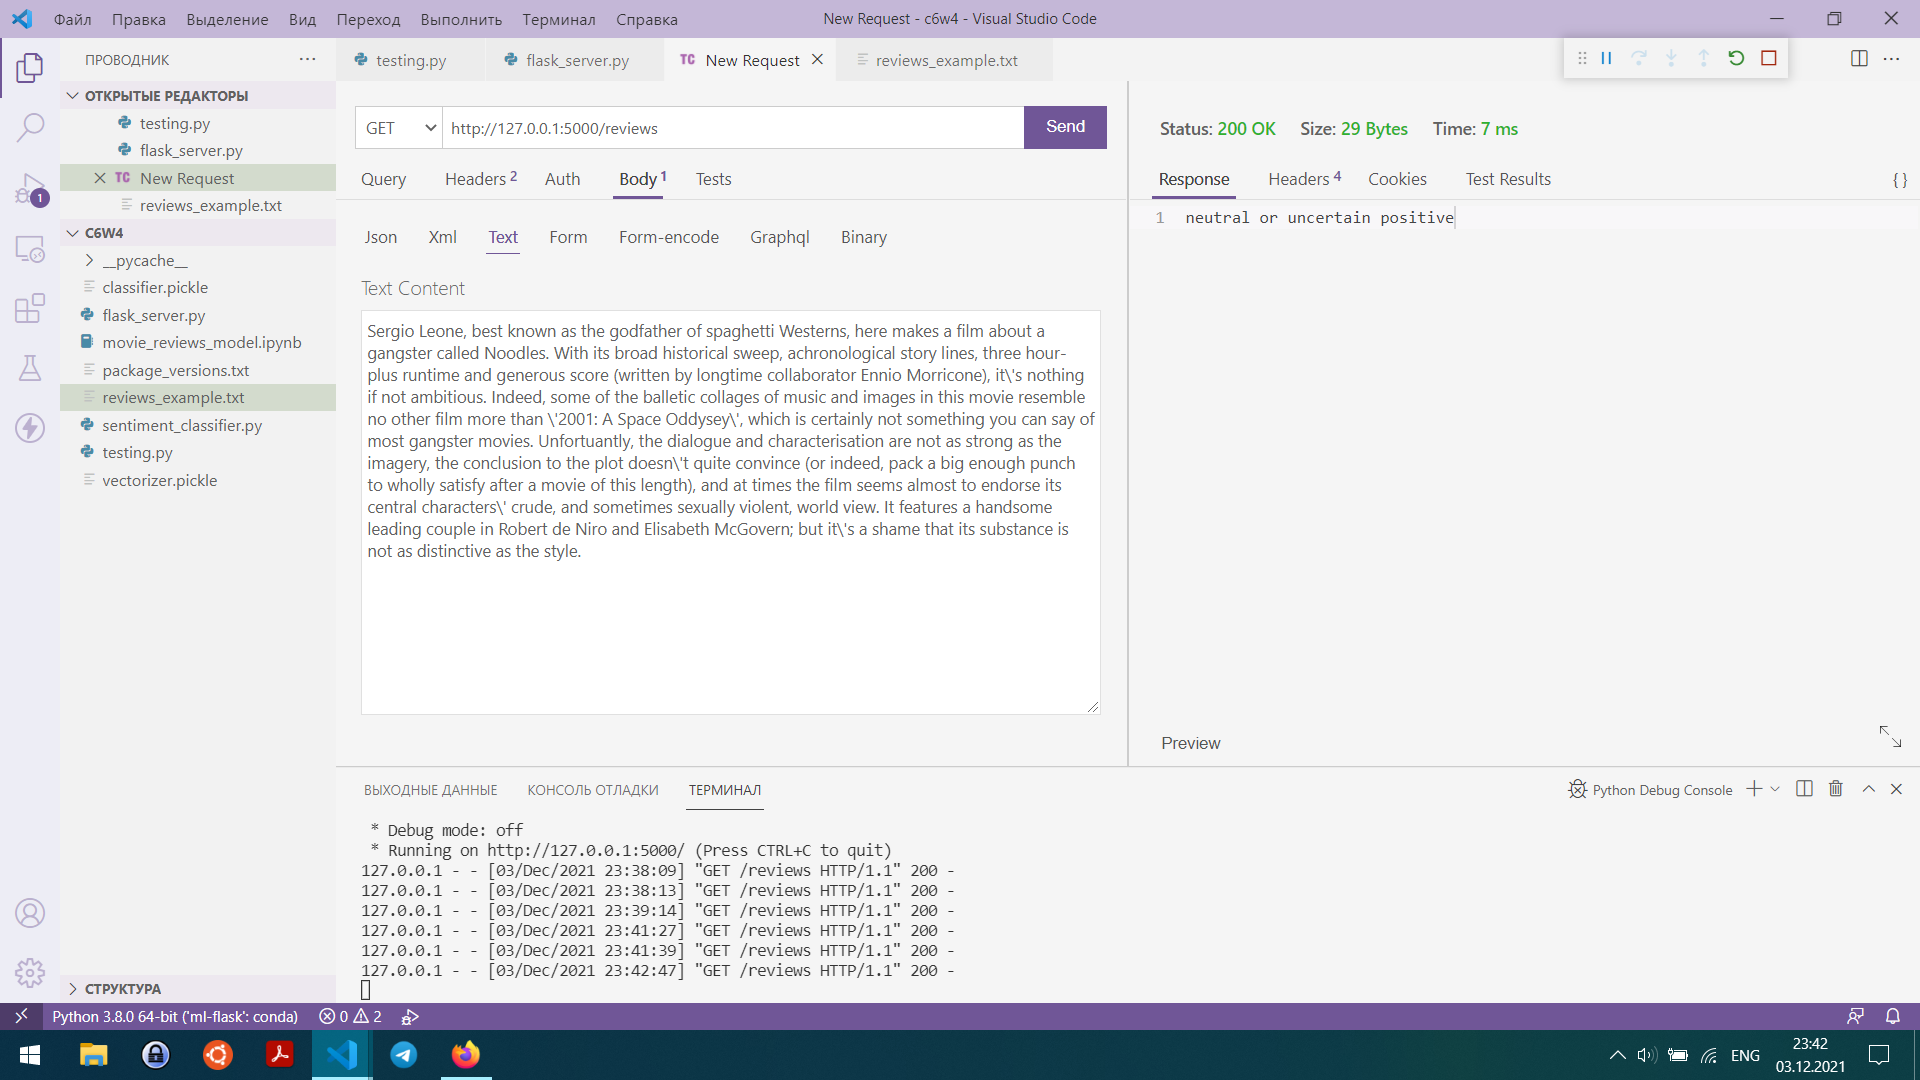 Файл Правка Выделение Вид Переход Выполнить Терминал Справка
New Request - c6w4 - Visual Studio Code
ПРОВОДНИК
ОТКРЫТЫЕ РЕДАКТОРЫ
testing.py
flask_server.py
TC New Request
reviews_example.txt
C6W4
__pycache__
classifier.pickle
flask_server.py
movie_reviews_model.ipynb
package_versions.txt
reviews_example.txt
sentiment_classifier.py
testing.py
vectorizer.pickle
СТРУКТУРА
1
testing.py flask_server.py TC New Request reviews_example.txt
GET http://127.0.0.1:5000/reviews Send
Query Headers 2 Auth Body 1 Tests
Json Xml Text Form Form-encode Graphql Binary
Text Content
Sergio Leone, best known as the godfather of spaghetti Westerns, here makes a film about a
gangster called Noodles. With its broad historical sweep, achronological story lines, three hour-
plus runtime and generous score (written by longtime collaborator Ennio Morricone), it\'s nothing
if not ambitious. Indeed, some of the balletic collages of music and images in this movie resemble
no other film more than \'2001: A Space Oddysey\', which is certainly not something you can say of
most gangster movies. Unfortuantly, the dialogue and characterisation are not as strong as the
imagery, the conclusion to the plot doesn\'t quite convince (or indeed, pack a big enough punch
to wholly satisfy after a movie of this length), and at times the film seems almost to endorse its
central characters\' crude, and sometimes sexually violent, world view. It features a handsome
leading couple in Robert de Niro and Elisabeth McGovern; but it\'s a shame that its substance is
not as distinctive as the style.
Status: 200 OK Size: 29 Bytes Time: 7 ms
Response Headers 4 Cookies Test Results { }
1 neutral or uncertain positive
Preview
ВЫХОДНЫЕ ДАННЫЕ КОНСОЛЬ ОТЛАДКИ ТЕРМИНАЛ
Python Debug Console
* Debug mode: off
* Running on http://127.0.0.1:5000/ (Press CTRL+C to quit)
127.0.0.1 - - [03/Dec/2021 23:38:09] "GET /reviews HTTP/1.1" 200 -
127.0.0.1 - - [03/Dec/2021 23:38:13] "GET /reviews HTTP/1.1" 200 -
127.0.0.1 - - [03/Dec/2021 23:39:14] "GET /reviews HTTP/1.1" 200 -
127.0.0.1 - - [03/Dec/2021 23:41:27] "GET /reviews HTTP/1.1" 200 -
127.0.0.1 - - [03/Dec/2021 23:41:39] "GET /reviews HTTP/1.1" 200 -
127.0.0.1 - - [03/Dec/2021 23:42:47] "GET /reviews HTTP/1.1" 200 -
Python 3.8.0 64-bit ('ml-flask': conda) 0 2
ENG
23:42
03.12.2021